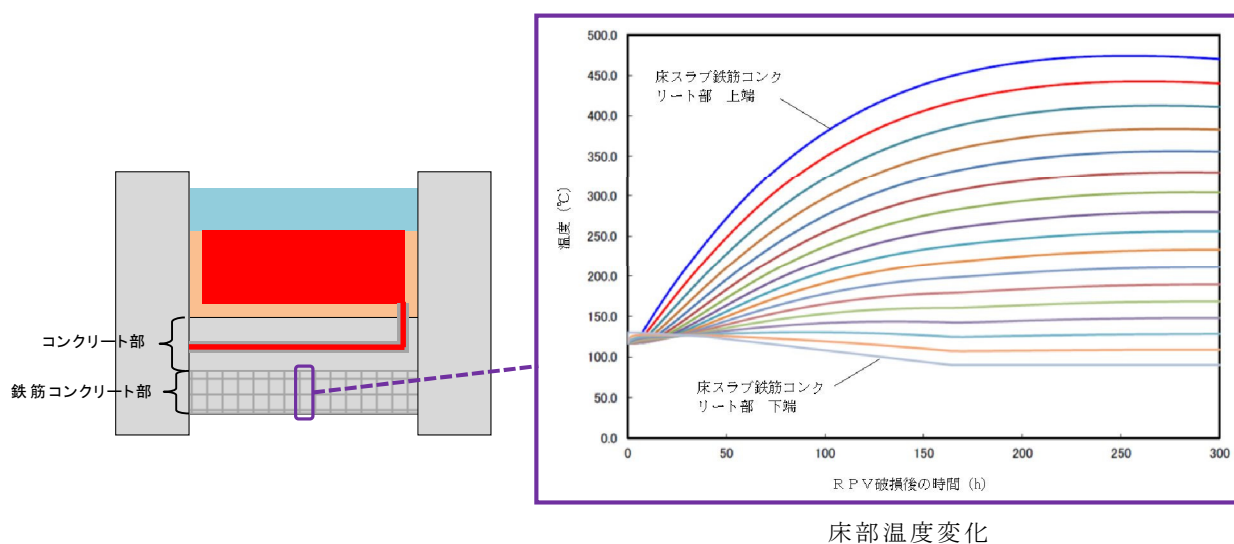 コンクリート部
鉄筋コンクリート部
500.0
450.0
400.0
350.0
300.0
250.0
200.0
150.0
100.0
50.0
0.0
温度 (℃)
床スラブ鉄筋コンク
リート部 上端
床スラブ鉄筋コンク
リート部 下端
0
50
100
150
200
250
300
RPV破損後の時間 (h)
床部温度変化